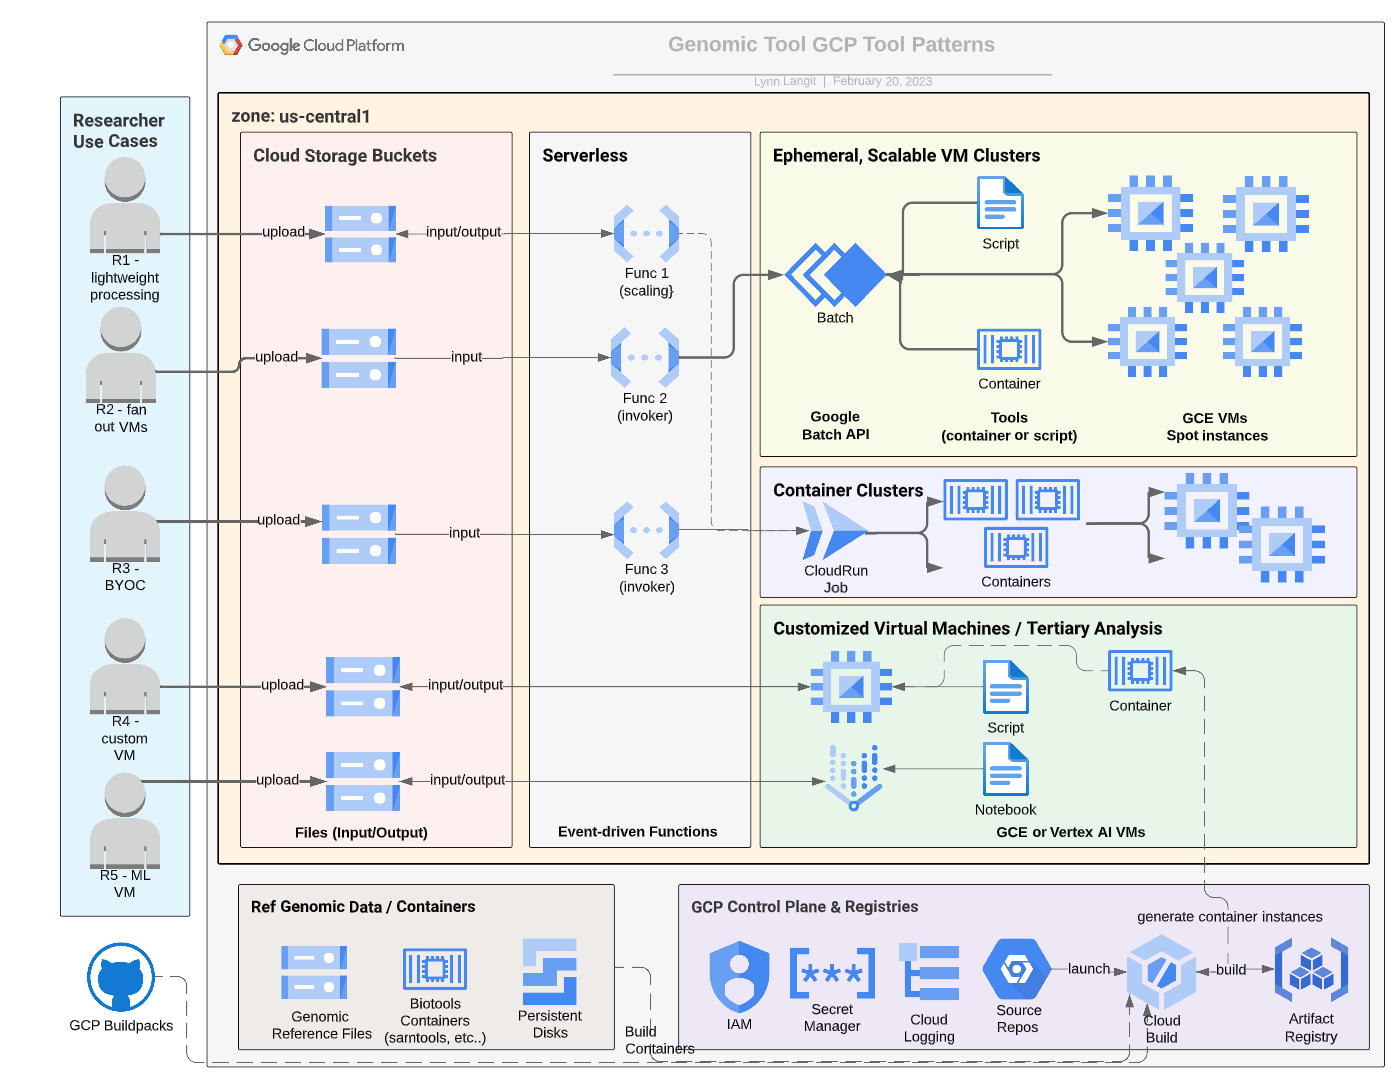 Google Cloud Platform
Genomic Tool GCP Tool Patterns
Lynn Langit | February 20, 2023
Researcher
Use Cases
R1 -
lightweight
processing
R2 - fan
out VMs
R3 -
BYOC
R4 -
custom
VM
R5 - ML
VM
GCP Buildpacks
zone: us-central1
Cloud Storage Buckets
upload
input/output
upload
input
upload
input
upload
input/output
upload
input/output
Files (Input/Output)
Serverless
Func 1
(scaling}
Func 2
(invoker)
Func 3
(invoker)
Event-driven Functions
Ephemeral, Scalable VM Clusters
Script
Batch
Container
Google
Batch API
Tools
(container or script)
GCE VMs
Spot instances
Container Clusters
CloudRun
Job
Containers
Customized Virtual Machines / Tertiary Analysis
Script
Container
Notebook
GCE or Vertex AI VMs
Ref Genomic Data / Containers
Genomic
Reference Files
Biotools
Containers
(samtools, etc..)
Persistent
Disks
Build
Containers
GCP Control Plane & Registries
generate container instances
IAM
[***]
Secret
Manager
Cloud
Logging
Source
Repos
launch
Cloud
Build
build
Artifact
Registry